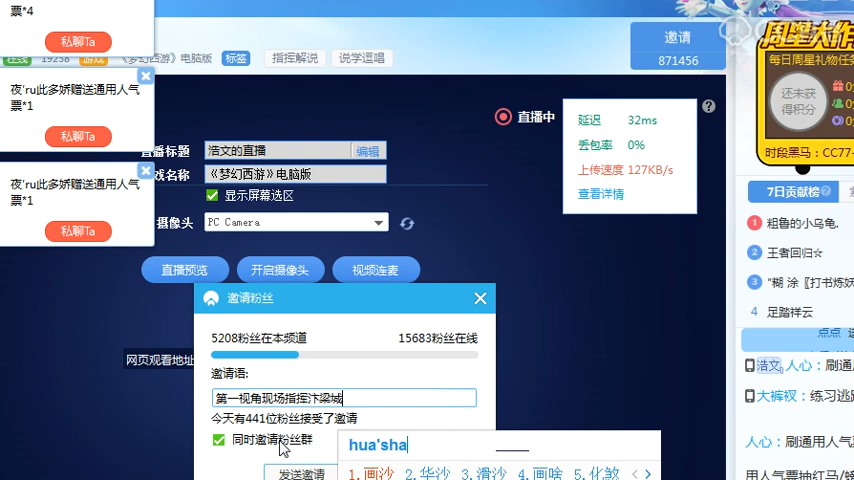 票*4
私聊Ta
夜'ru此多娇赠送通用人气
票*1
私聊Ta
夜'ru此多娇赠送通用人气
票*1
私聊Ta
在线 19238 游戏 《梦幻西游》电脑版 标签 指挥解说 说学逗唱
邀请
871456
直播中
延迟 32ms
丢包率 0%
上传速度 127KB/s
查看详情
直播标题 浩文的直播 编辑
戏名称 《梦幻西游》电脑版
显示屏幕选区
摄像头 PC Camera
直播预览 开启摄像头 视频连麦
网页观看地址
邀请粉丝
5208粉丝在本频道 15683粉丝在线
邀请语:
第一视角现场指挥汴梁城
今天有441位粉丝接受了邀请
同时邀请粉丝群
发送邀请
hua'sha
1.画沙 2.华沙 3.滑沙 4.画啥 5.化煞
周星大作
每日周星礼物任务
还未获
得积分
时段黑马：CC77-
7日贡献榜
1 粗鲁的小乌龟.
2 王者回归☆
3 "糊 涂〖打书炼妖
4 足踏祥云
点点
浩文 人心：刷通
大裤衩：练习逃
人心：刷通用人气
用人气票抽红马/螃